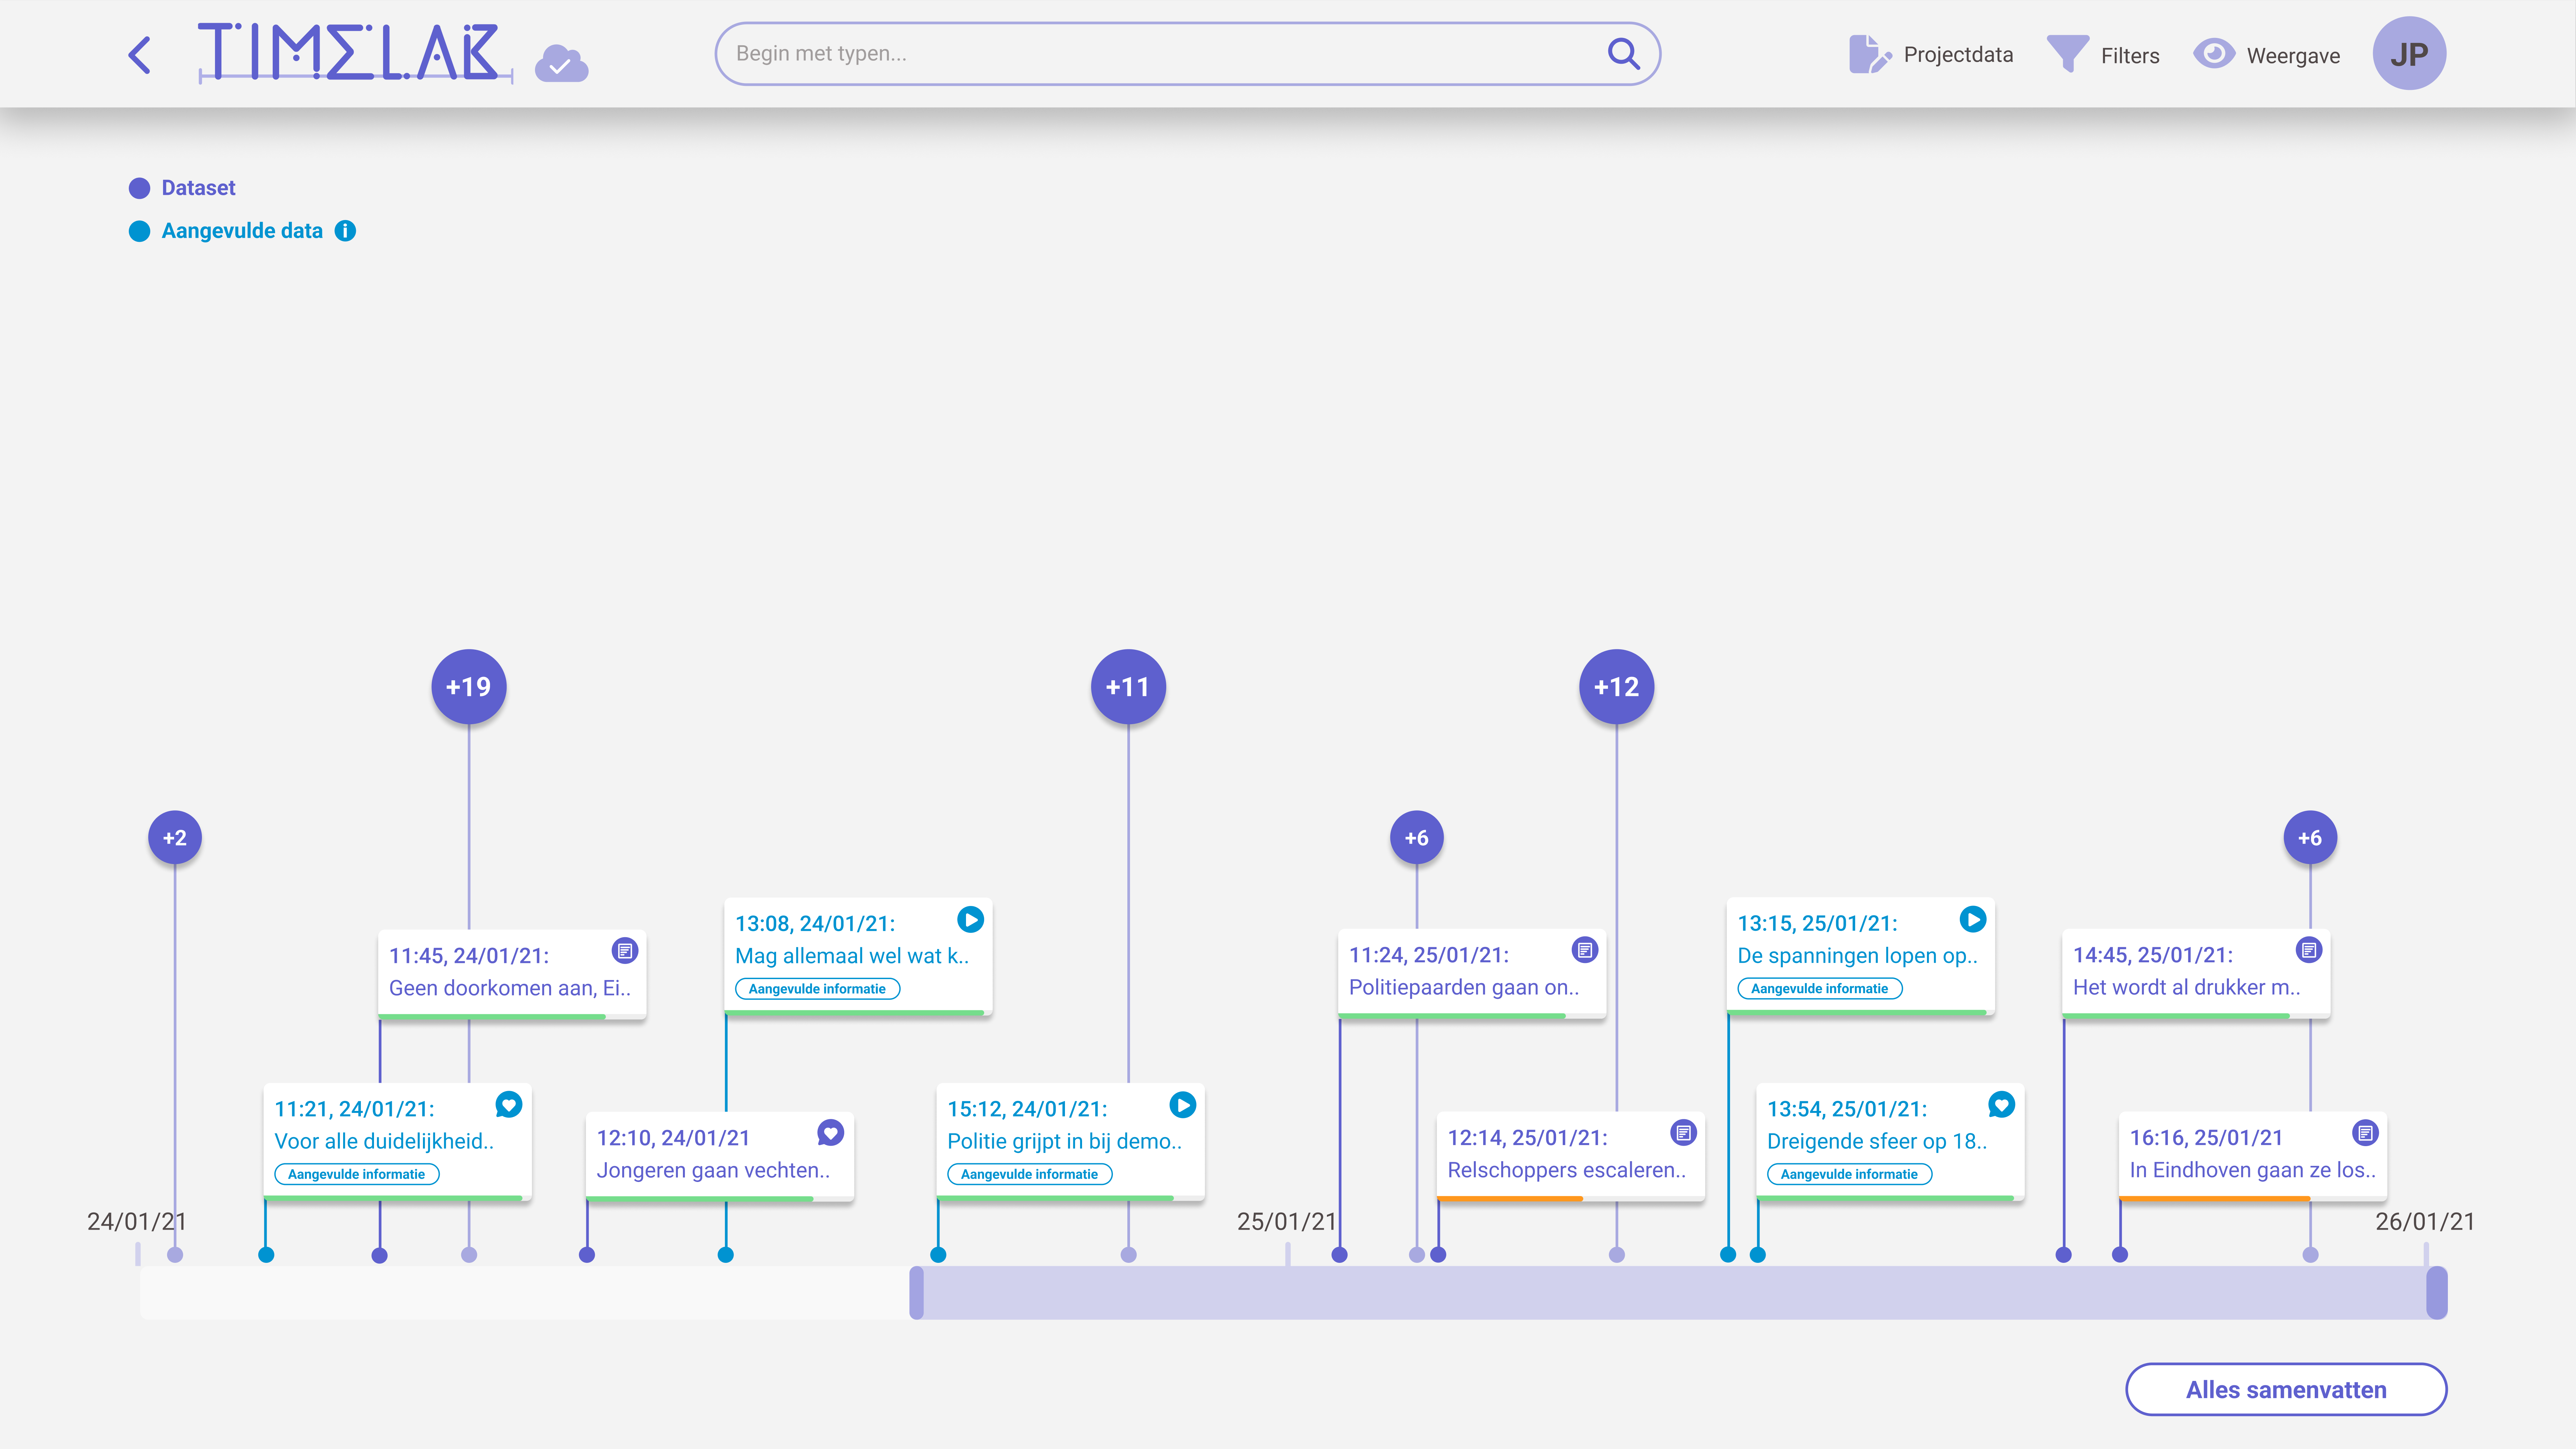 TIMELAB
Begin met typen...
Projectdata
Filters
Weergave
JP
Dataset
Aangevulde data
+19
+11
+12
+2
+6
+6
13:08, 24/01/21:
Mag allemaal wel wat k..
Aangevulde informatie
13:15, 25/01/21:
De spanningen lopen op..
Aangevulde informatie
11:45, 24/01/21:
Geen doorkomen aan, Ei..
11:24, 25/01/21:
Politiepaarden gaan on..
14:45, 25/01/21:
Het wordt al drukker m..
11:21, 24/01/21:
Voor alle duidelijkheid..
Aangevulde informatie
12:10, 24/01/21
Jongeren gaan vechten..
15:12, 24/01/21:
Politie grijpt in bij demo..
Aangevulde informatie
12:14, 25/01/21:
Relschoppers escaleren..
13:54, 25/01/21:
Dreigende sfeer op 18..
Aangevulde informatie
16:16, 25/01/21
In Eindhoven gaan ze los..
24/01/21
25/01/21
26/01/21
Alles samenvatten